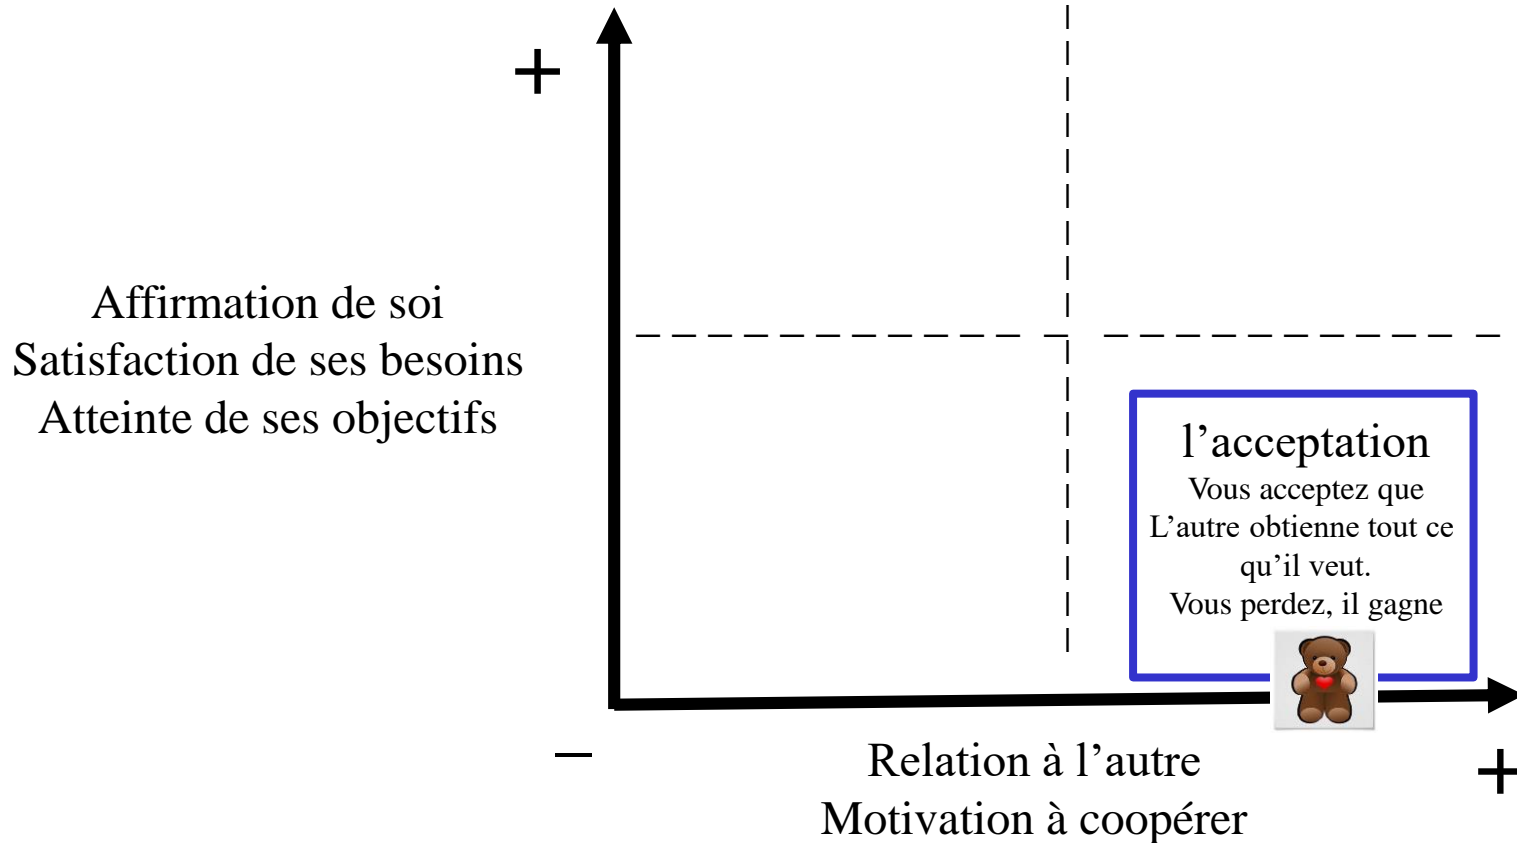 +
Affirmation de soi
Satisfaction de ses besoins
Atteinte de ses objectifs
l’acceptation
Vous acceptez que
L’autre obtienne tout ce
qu’il veut.
Vous perdez, il gagne
–
Relation à l’autre
+
Motivation à coopérer